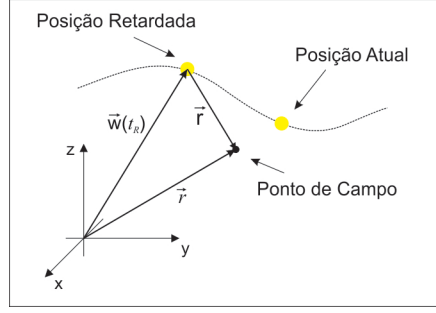 Posição Retardada
Posição Atual
w(t_R)
r
z
Ponto de Campo
r
y
x